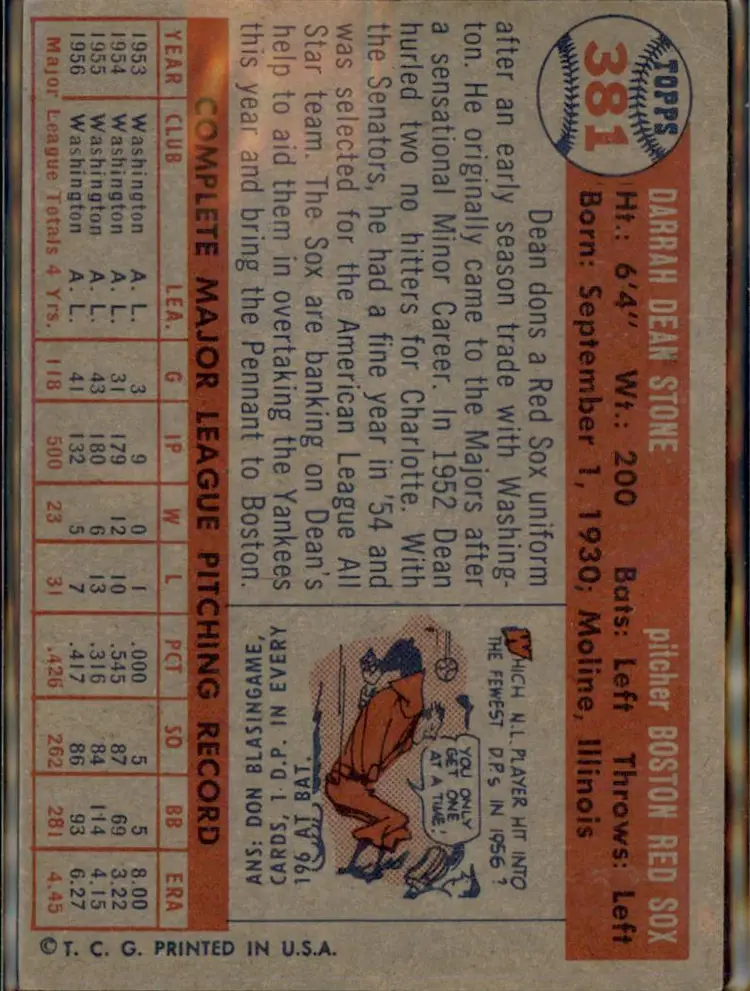 TOPPS
381
DARRAH DEAN STONE pitcher BOSTON RED SOX
Ht.: 6'4" Wt.: 200 Bats: Left Throws: Left
Born: September 1, 1930; Moline, Illinois
Dean dons a Red Sox uniform
after an early season trade with Washing-
ton. He originally came to the Majors after
a sensational Minor Career. In 1952 Dean
hurled two no hitters for Charlotte. With
the Senators, he had a fine year in '54 and
was selected for the American League All
Star team. The Sox are banking on Dean's
help to aid them in overtaking the Yankees
this year and bring the Pennant to Boston.
WHICH N.L. PLAYER HIT INTO
THE FEWEST D.P.s IN 1956?
YOU ONLY
GET ONE
AT A TIME!
ANS: DON BLASINGAME,
CARDS, 1 D.P. IN EVERY
196 AT BAT.
COMPLETE MAJOR LEAGUE PITCHING RECORD
YEAR CLUB LEA. G IP W L PCT SO BB ERA
1953 Washington A. L. 3 9 0 1 .000 5 5 8.00
1954 Washington A. L. 31 179 12 10 .545 87 69 3.22
1955 Washington A. L. 43 180 6 13 .316 84 114 4.15
1956 Washington A. L. 41 132 5 7 .417 86 93 6.27
Major League Totals 4 Yrs. 118 500 23 31 .426 262 281 4.45
© T. C. G. PRINTED IN U.S.A.